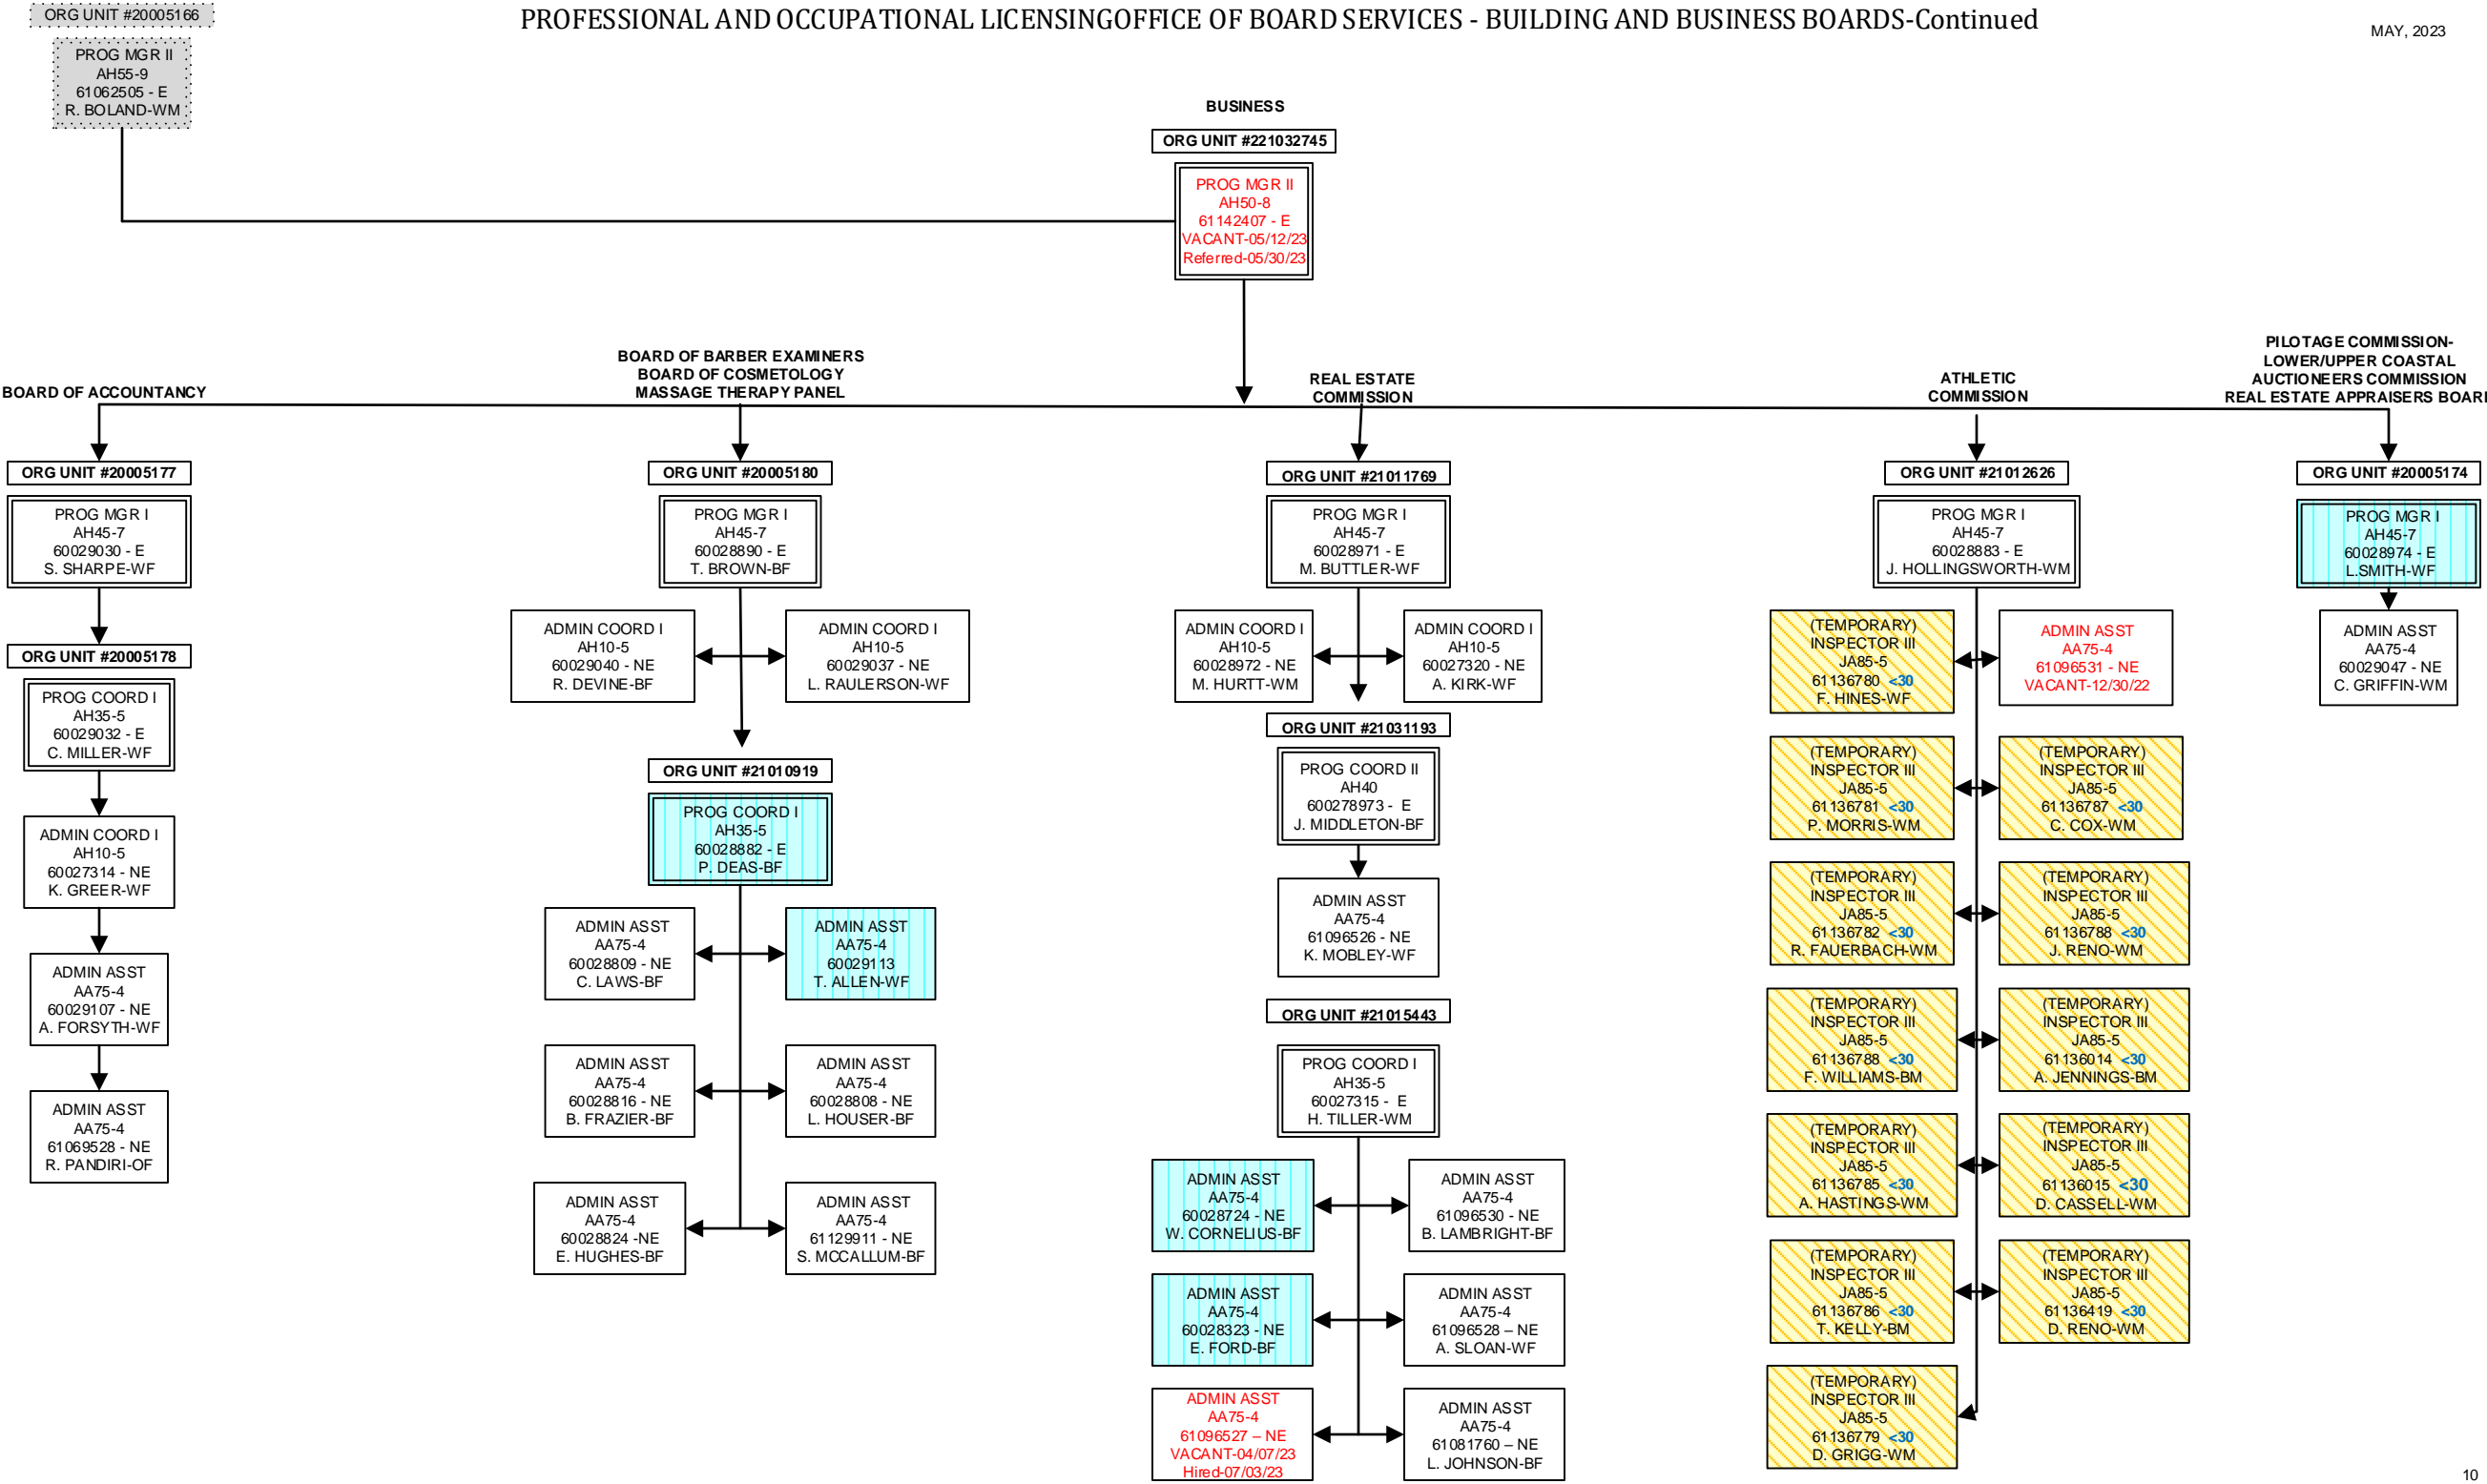 ORG UNIT #20005166
PROFESSIONAL AND OCCUPATIONAL LICENSINGOFFICE OF BOARD SERVICES - BUILDING AND BUSINESS BOARDS-Continued
MAY, 2023
PROG MGR II
AH55-9
61062505 - E
R. BOLAND-WM
BUSINESS
ORG UNIT #221032745
PROG MGR II
AH50-8
61142407 - E
VACANT-05/12/23
Referred-05/30/23
BOARD OF ACCOUNTANCY
ORG UNIT #20005177
PROG MGR I
AH45-7
60029030 - E
S. SHARPE-WF
ORG UNIT #20005178
PROG COORD I
AH35-5
60029032 - E
C. MILLER-WF
ADMIN COORD I
AH10-5
60027314 - NE
K. GREER-WF
ADMIN ASST
AA75-4
60029107 - NE
A. FORSYTH-WF
ADMIN ASST
AA75-4
61069528 - NE
R. PANDIRI-OF
BOARD OF BARBER EXAMINERS
BOARD OF COSMETOLOGY
MASSAGE THERAPY PANEL
ORG UNIT #20005180
PROG MGR I
AH45-7
60028890 - E
T. BROWN-BF
ADMIN COORD I
AH10-5
60029040 - NE
R. DEVINE-BF
ADMIN COORD I
AH10-5
60029037 - NE
L. RAULERSON-WF
ORG UNIT #21010919
PROG COORD I
AH35-5
60028882 - E
P. DEAS-BF
ADMIN ASST
AA75-4
60028809 - NE
C. LAWS-BF
ADMIN ASST
AA75-4
60029113
T. ALLEN-WF
ADMIN ASST
AA75-4
60028816 - NE
B. FRAZIER-BF
ADMIN ASST
AA75-4
60028808 - NE
L. HOUSER-BF
ADMIN ASST
AA75-4
60028824 -NE
E. HUGHES-BF
ADMIN ASST
AA75-4
61129911 - NE
S. MCCALLUM-BF
REAL ESTATE
COMMISSION
ORG UNIT #21011769
PROG MGR I
AH45-7
60028971 - E
M. BUTTLER-WF
ADMIN COORD I
AH10-5
60028972 - NE
M. HURTT-WM
ADMIN COORD I
AH10-5
60027320 - NE
A. KIRK-WF
ORG UNIT #21031193
PROG COORD II
AH40
600278973 - E
J. MIDDLETON-BF
ADMIN ASST
AA75-4
61096526 - NE
K. MOBLEY-WF
ORG UNIT #21015443
PROG COORD I
AH35-5
60027315 - E
H. TILLER-WM
ADMIN ASST
AA75-4
60028724 - NE
W. CORNELIUS-BF
ADMIN ASST
AA75-4
61096530 - NE
B. LAMBRIGHT-BF
ADMIN ASST
AA75-4
60028323 - NE
E. FORD-BF
ADMIN ASST
AA75-4
61096528 – NE
A. SLOAN-WF
ADMIN ASST
AA75-4
61096527 – NE
VACANT-04/07/23
Hired-07/03/23
ADMIN ASST
AA75-4
61081760 – NE
L. JOHNSON-BF
ATHLETIC
COMMISSION
ORG UNIT #21012626
PROG MGR I
AH45-7
60028883 - E
J. HOLLINGSWORTH-WM
(TEMPORARY)
INSPECTOR III
JA85-5
61136780 <30
F. HINES-WF
ADMIN ASST
AA75-4
61096531 - NE
VACANT-12/30/22
(TEMPORARY)
INSPECTOR III
JA85-5
61136781 <30
P. MORRIS-WM
(TEMPORARY)
INSPECTOR III
JA85-5
61136787 <30
C. COX-WM
(TEMPORARY)
INSPECTOR III
JA85-5
61136782 <30
R. FAUERBACH-WM
(TEMPORARY)
INSPECTOR III
JA85-5
61136788 <30
J. RENO-WM
(TEMPORARY)
INSPECTOR III
JA85-5
61136788 <30
F. WILLIAMS-BM
(TEMPORARY)
INSPECTOR III
JA85-5
61136014 <30
A. JENNINGS-BM
(TEMPORARY)
INSPECTOR III
JA85-5
61136785 <30
A. HASTINGS-WM
(TEMPORARY)
INSPECTOR III
JA85-5
61136015 <30
D. CASSELL-WM
(TEMPORARY)
INSPECTOR III
JA85-5
61136786 <30
T. KELLY-BM
(TEMPORARY)
INSPECTOR III
JA85-5
61136419 <30
D. RENO-WM
(TEMPORARY)
INSPECTOR III
JA85-5
61136779 <30
D. GRIGG-WM
PILOTAGE COMMISSION-
LOWER/UPPER COASTAL
AUCTIONEERS COMMISSION
REAL ESTATE APPRAISERS BOARD
ORG UNIT #20005174
PROG MGR I
AH45-7
60028974 - E
L.SMITH-WF
ADMIN ASST
AA75-4
60029047 - NE
C. GRIFFIN-WM
10